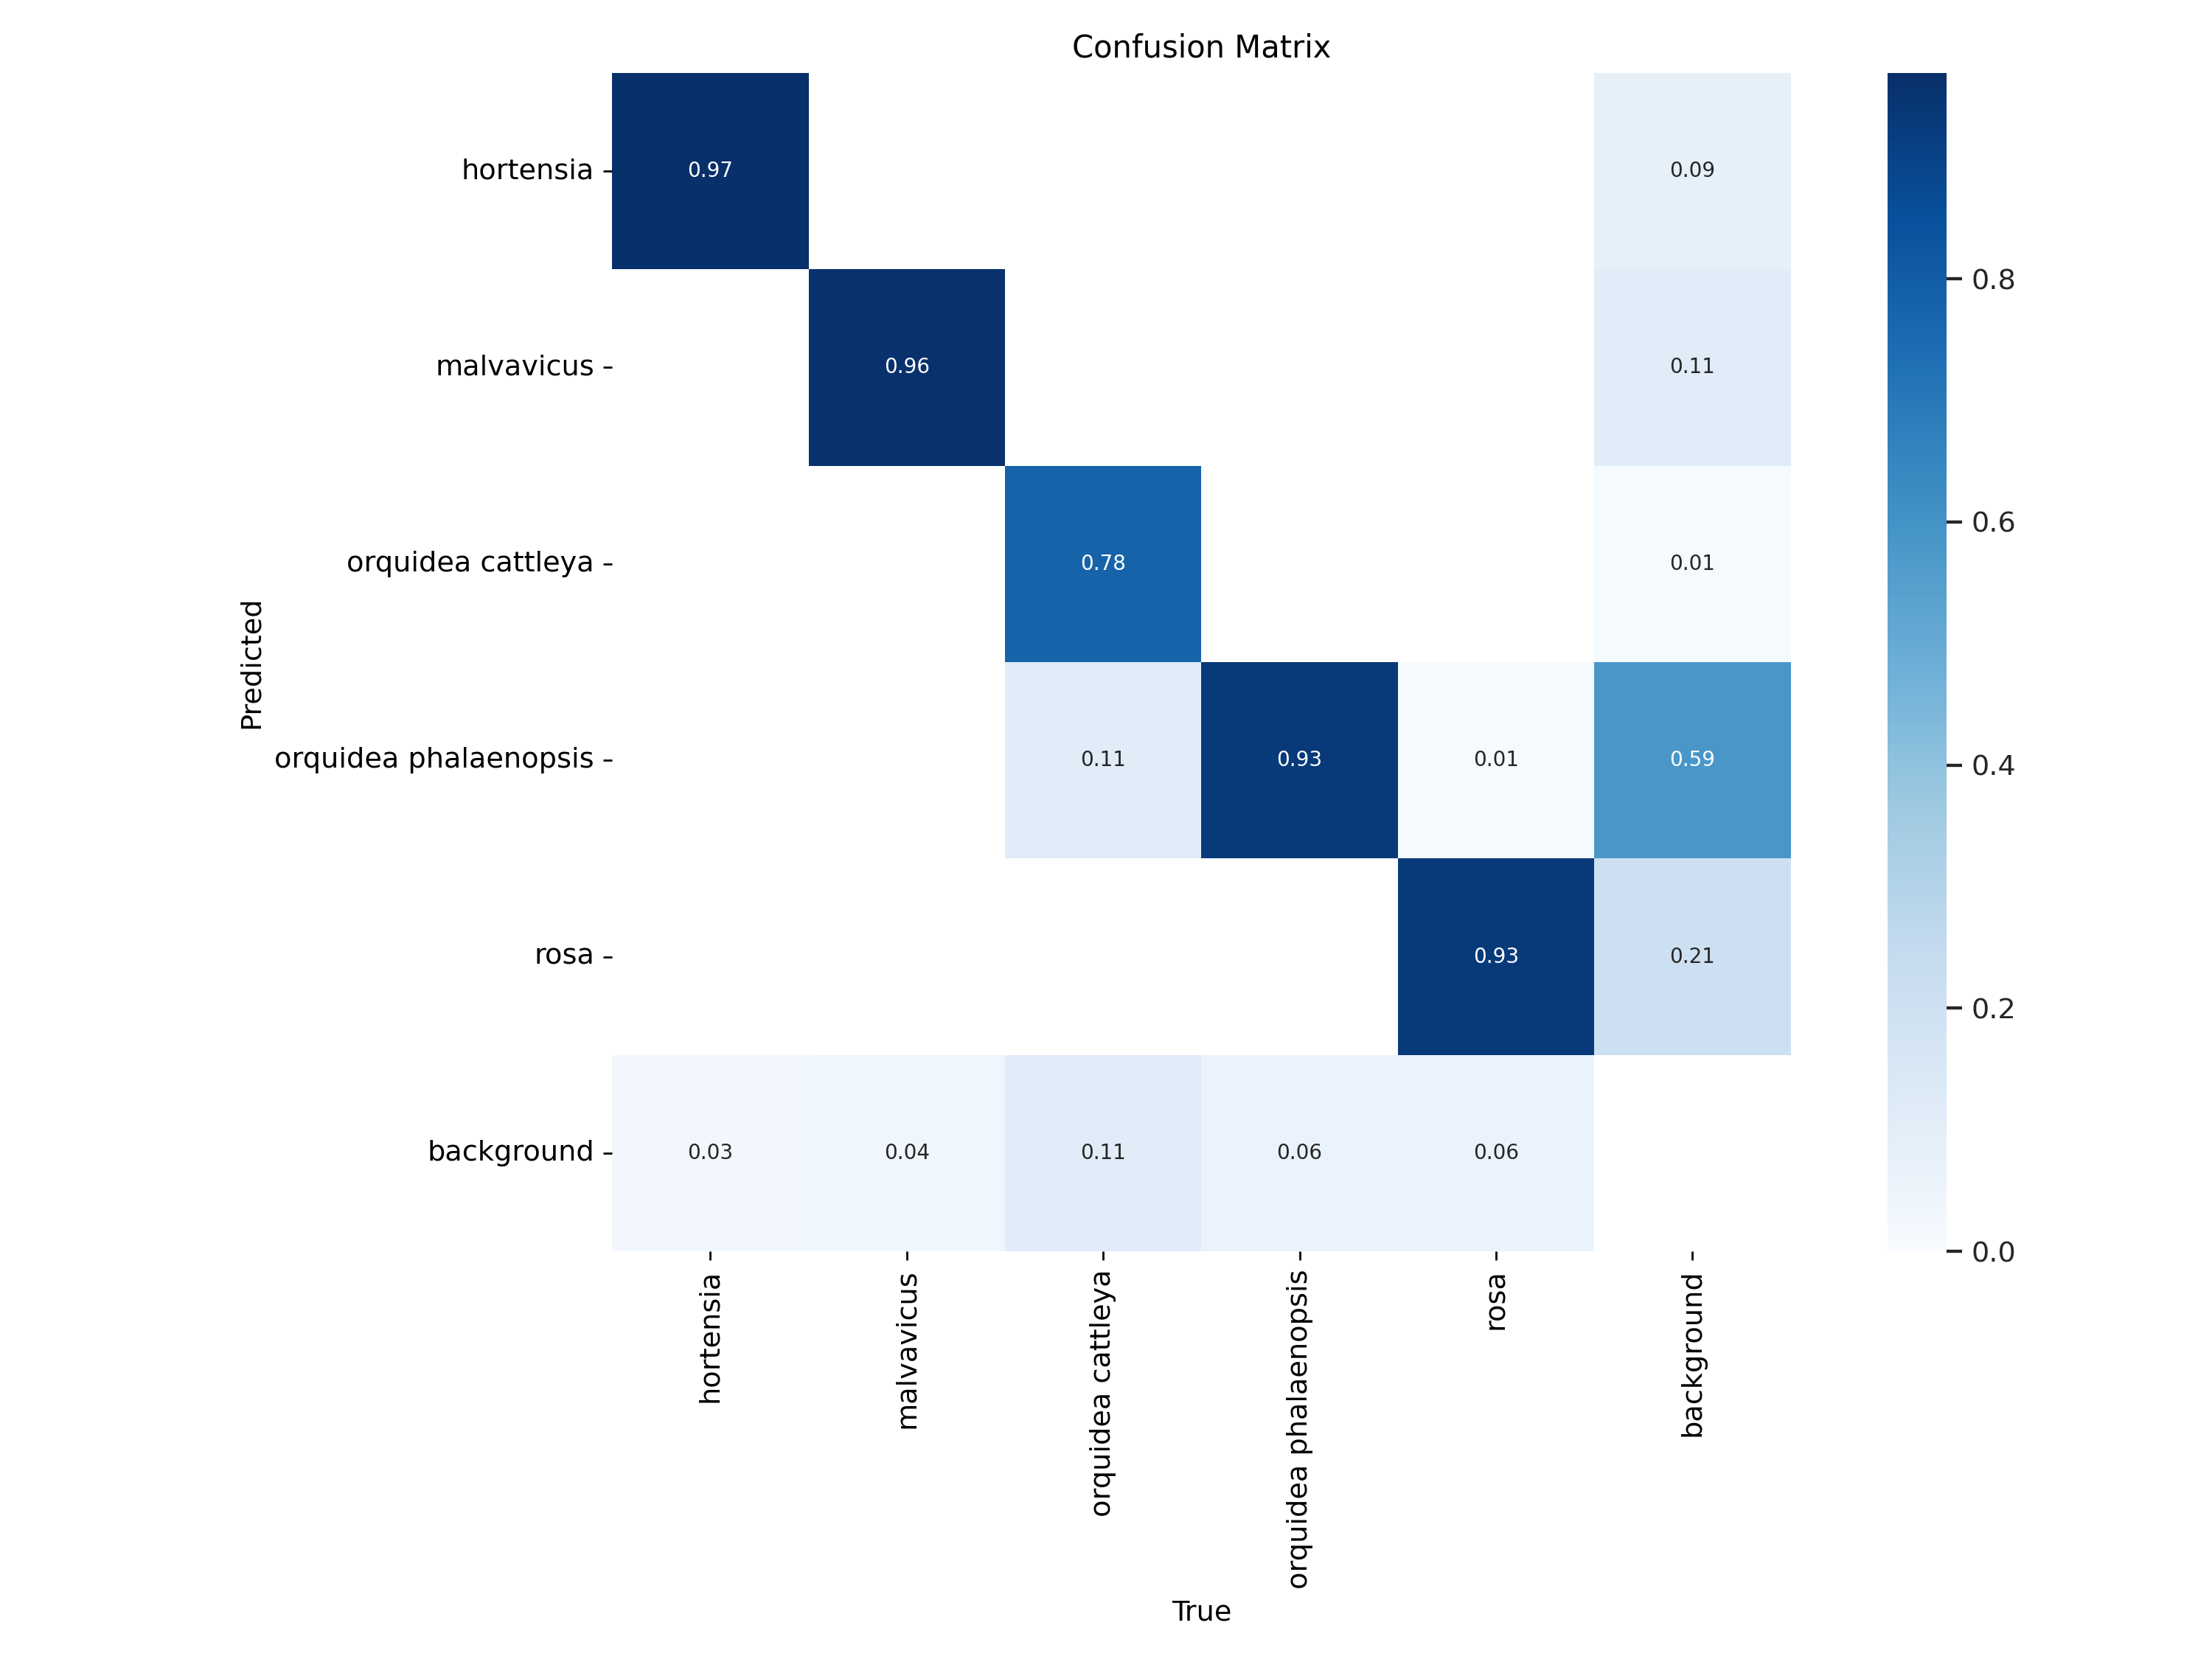 Confusion Matrix
Predicted
hortensia
0.97
0.09
malvavicus
0.96
0.11
orquidea cattleya
0.78
0.01
orquidea phalaenopsis
0.11
0.93
0.01
0.59
rosa
0.93
0.21
background
0.03
0.04
0.11
0.06
0.06
hortensia
malvavicus
orquidea cattleya
orquidea phalaenopsis
rosa
background
True
0.8
0.6
0.4
0.2
0.0